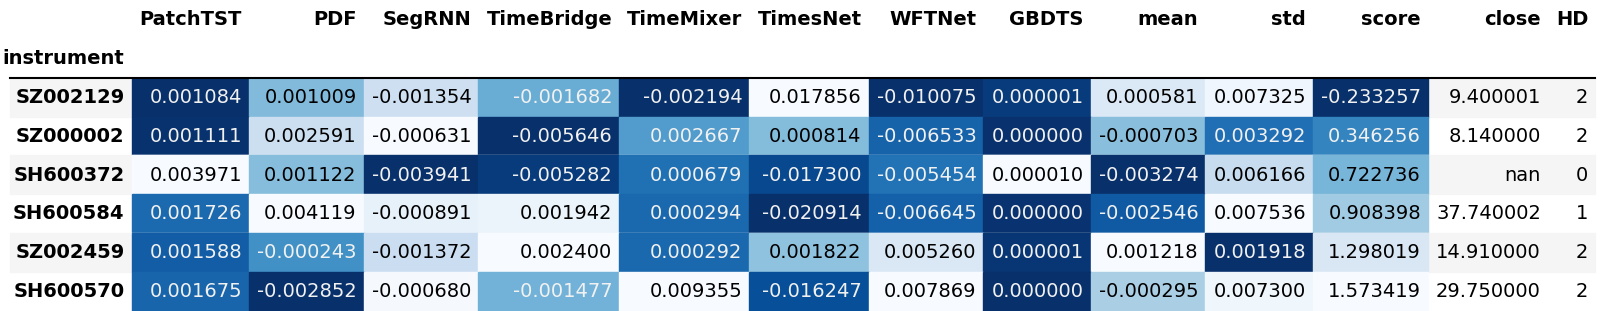 PatchTST PDF SegRNN TimeBridge TimeMixer TimesNet WFTNet GBDTS mean std score close HD
instrument
SZ002129 0.001084 0.001009 -0.001354 -0.001682 -0.002194 0.017856 -0.010075 0.000001 0.000581 0.007325 -0.233257 9.400001 2
SZ000002 0.001111 0.002591 -0.000631 -0.005646 0.002667 0.000814 -0.006533 0.000000 -0.000703 0.003292 0.346256 8.140000 2
SH600372 0.003971 0.001122 -0.003941 -0.005282 0.000679 -0.017300 -0.005454 0.000010 -0.003274 0.006166 0.722736 nan 0
SH600584 0.001726 0.004119 -0.000891 0.001942 0.000294 -0.020914 -0.006645 0.000000 -0.002546 0.007536 0.908398 37.740002 1
SZ002459 0.001588 -0.000243 -0.001372 0.002400 0.000292 0.001822 0.005260 0.000001 0.001218 0.001918 1.298019 14.910000 2
SH600570 0.001675 -0.002852 -0.000680 -0.001477 0.009355 -0.016247 0.007869 0.000000 -0.000295 0.007300 1.573419 29.750000 2